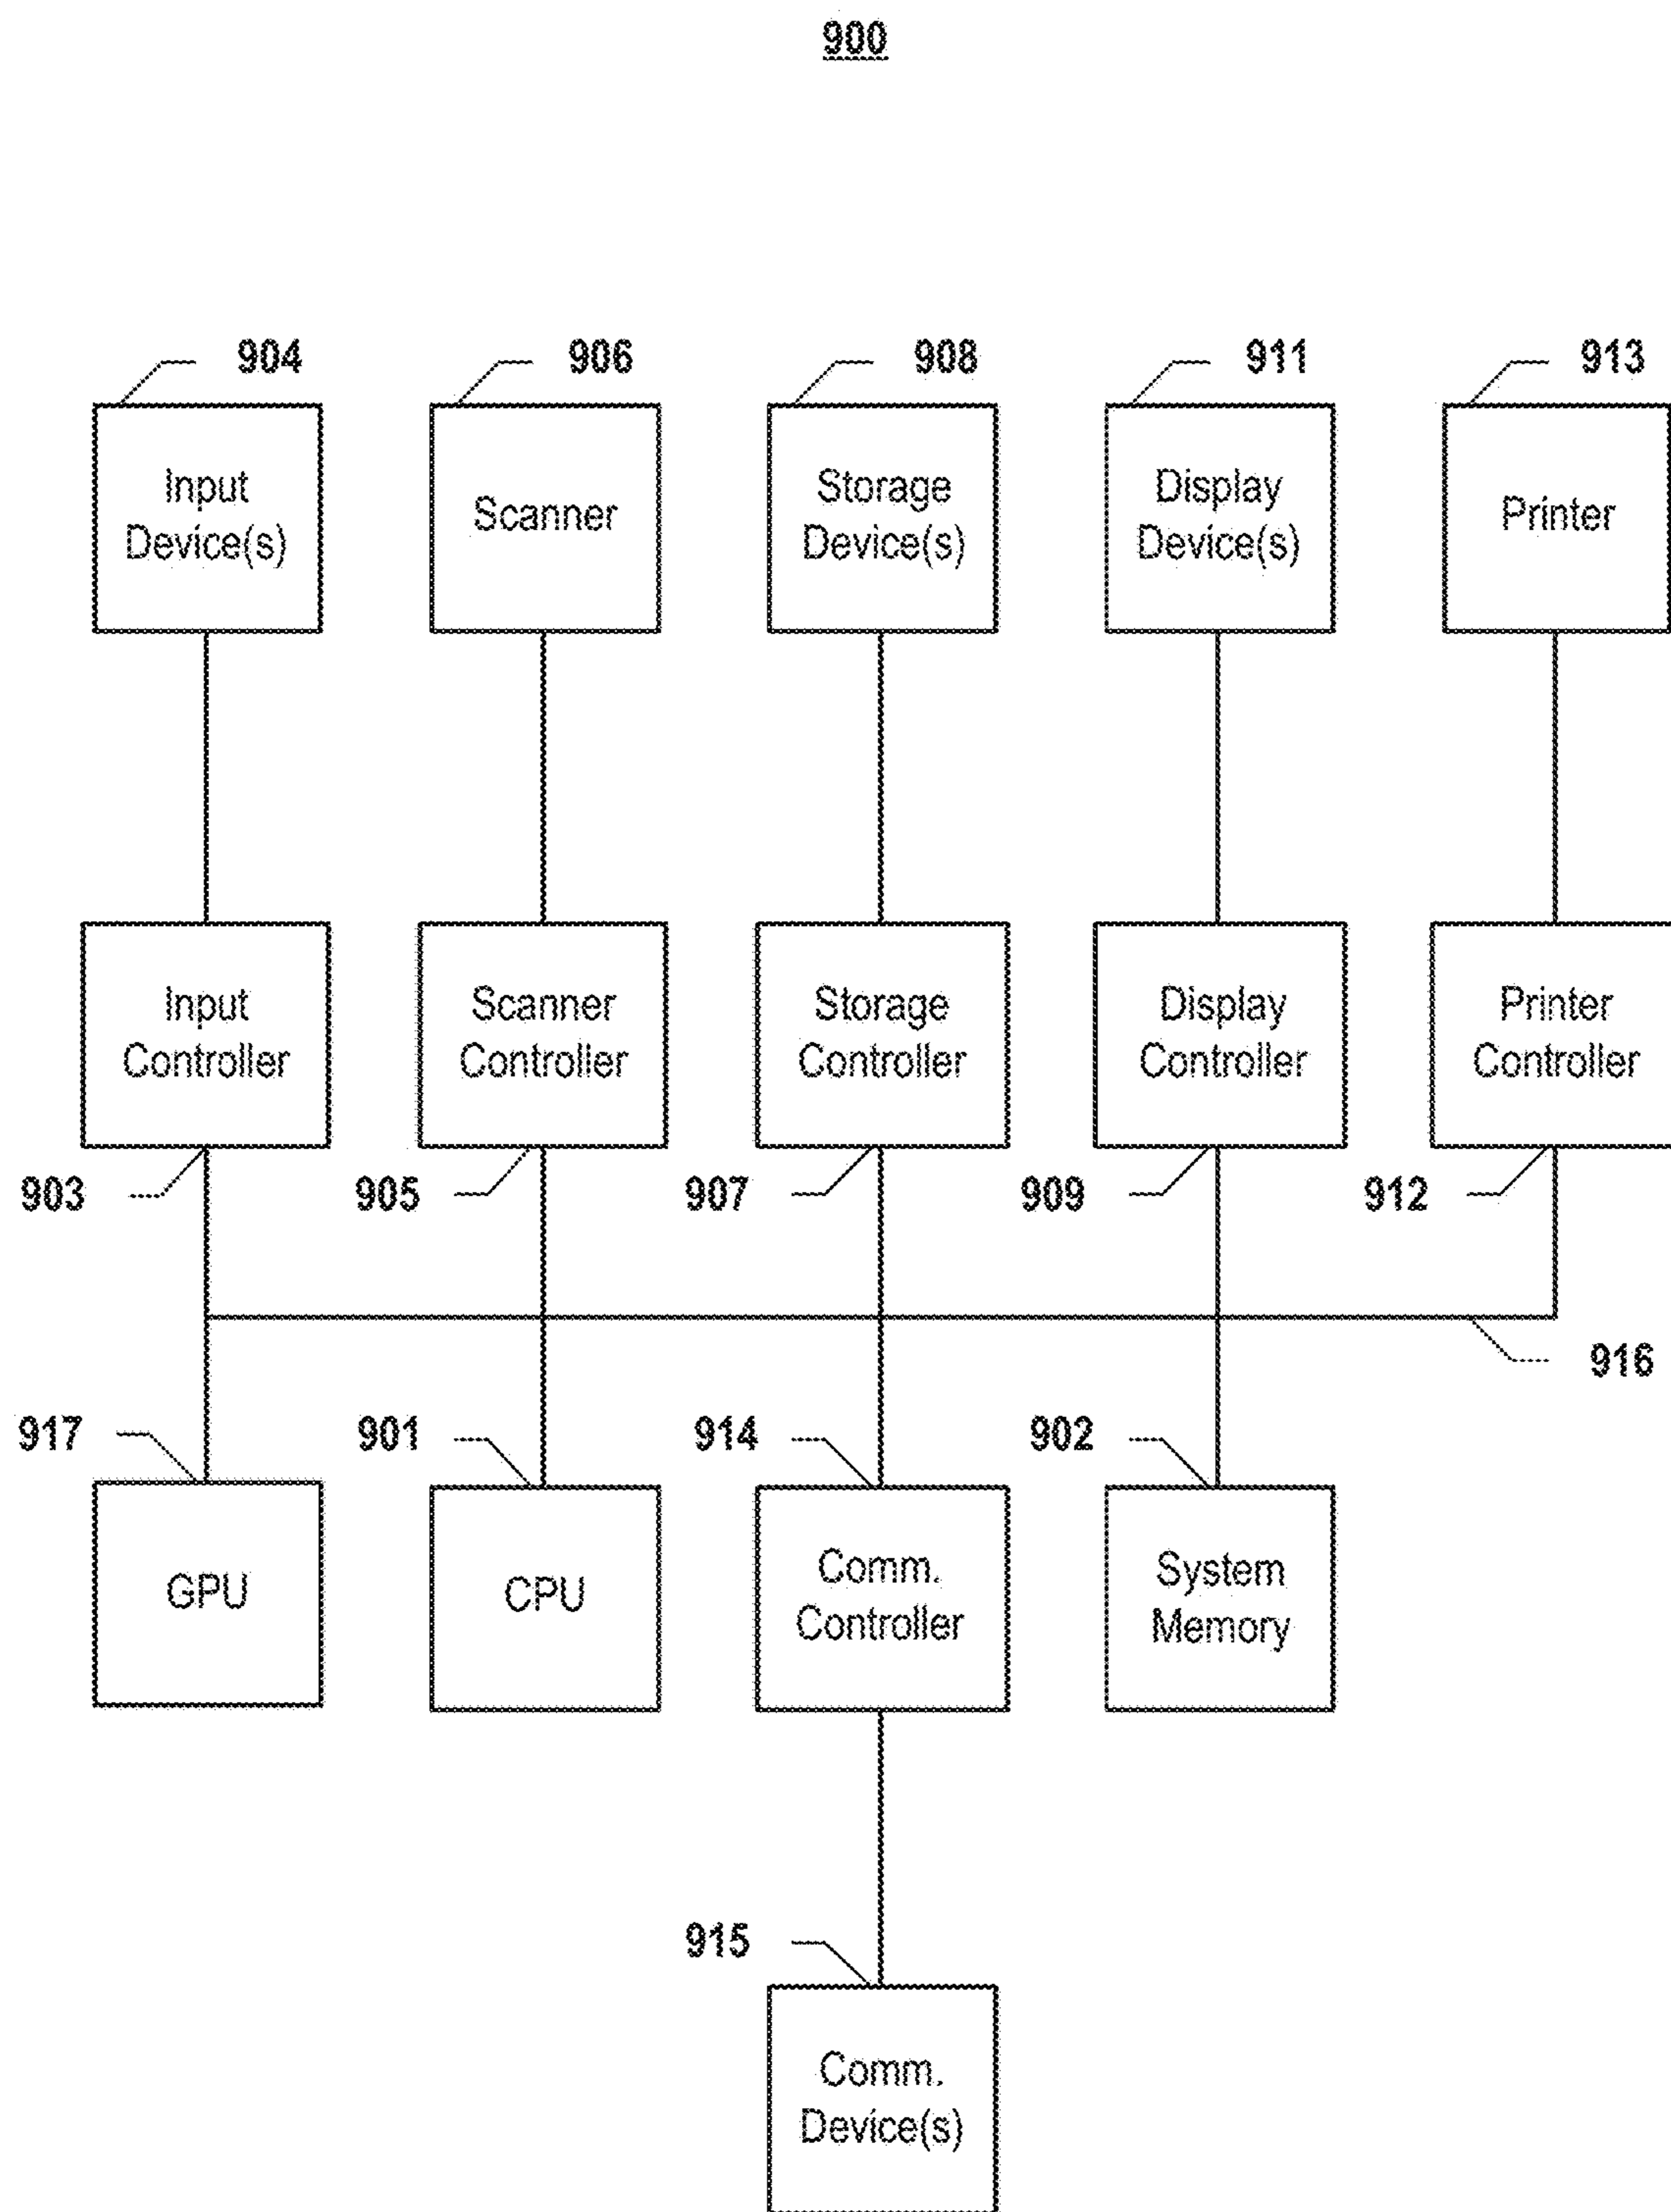 900
904
906
908
911
913
Input
Device(s)
Scanner
Storage
Device(s)
Display
Device(s)
Printer
Input
Controller
Scanner
Controller
Storage
Controller
Display
Controller
Printer
Controller
903
905
907
909
912
916
917
901
914
902
GPU
CPU
Comm.
Controller
System
Memory
915
Comm.
Device(s)